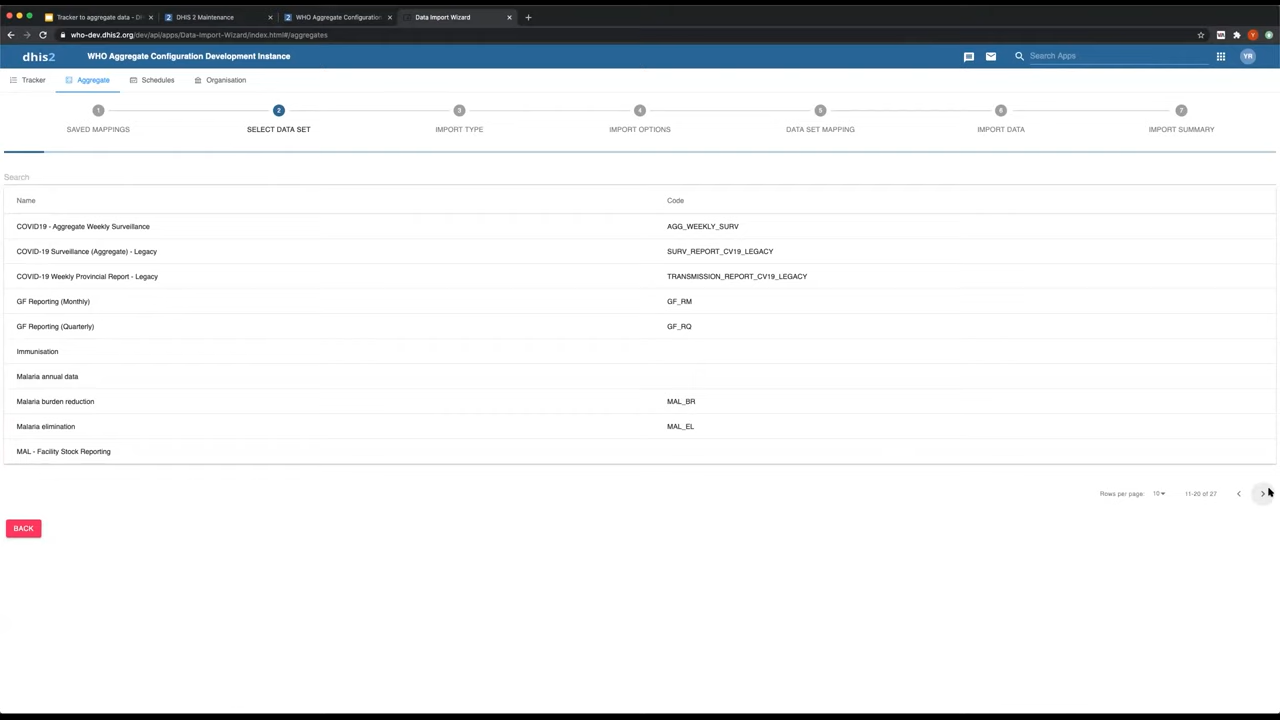 Tracker to aggregate data - DH
DHIS 2 Maintenance
WHO Aggregate Configuration
Data Import Wizard
who-dev.dhis2.org/dev/api/apps/Data-Import-Wizard/index.html#/aggregates
dhis2
WHO Aggregate Configuration Development Instance
Search Apps
YR
Tracker
Aggregate
Schedules
Organisation
1
2
3
4
5
6
7
SAVED MAPPINGS
SELECT DATA SET
IMPORT TYPE
IMPORT OPTIONS
DATA SET MAPPING
IMPORT DATA
IMPORT SUMMARY
Search
Name Code
COVID19 - Aggregate Weekly Surveillance AGG_WEEKLY_SURV
COVID-19 Surveillance (Aggregate) - Legacy SURV_REPORT_CV19_LEGACY
COVID-19 Weekly Provincial Report - Legacy TRANSMISSION_REPORT_CV19_LEGACY
GF Reporting (Monthly) GF_RM
GF Reporting (Quarterly) GF_RQ
Immunisation
Malaria annual data
Malaria burden reduction MAL_BR
Malaria elimination MAL_EL
MAL - Facility Stock Reporting
Rows per page: 10 11-20 of 27
BACK